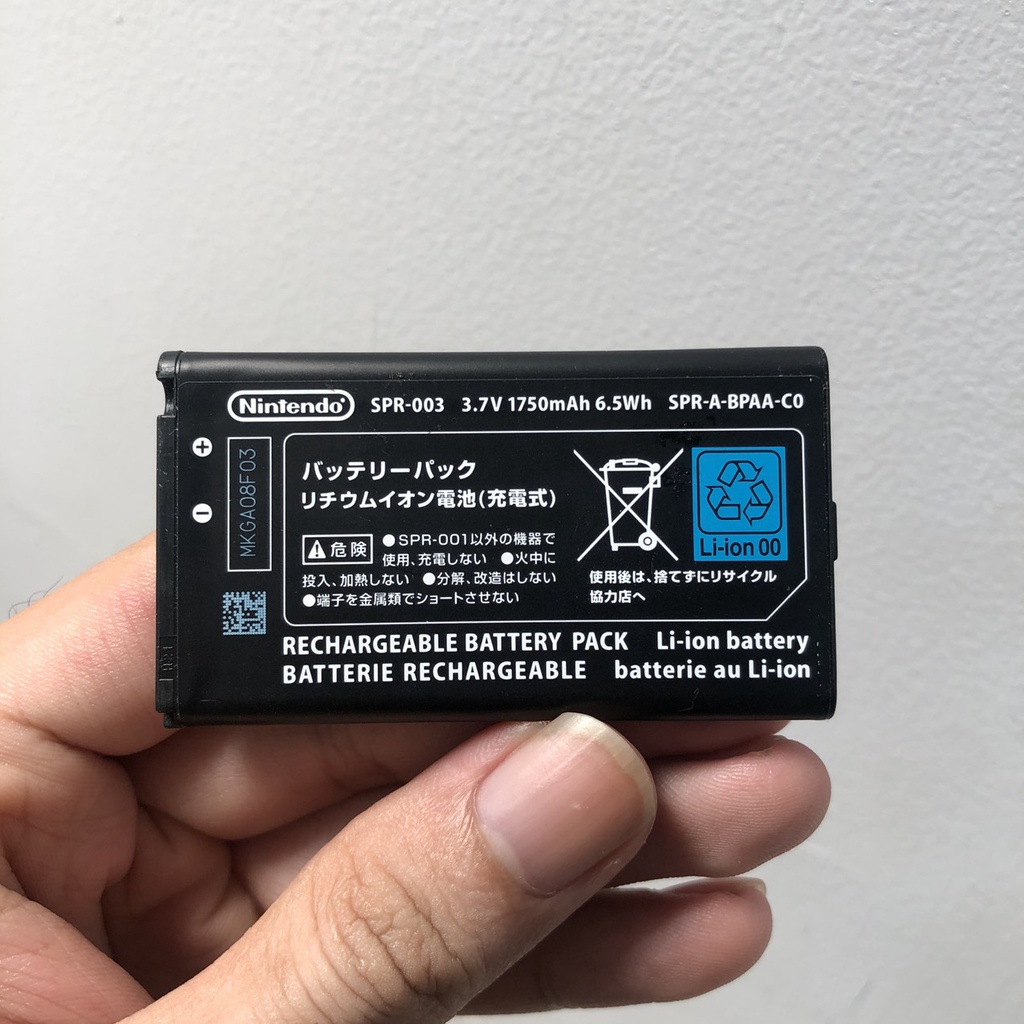 Nintendo SPR-003 3.7V 1750mAh 6.5Wh SPR-A-BPAA-C0
+
−
MKGA08F03
バッテリーパック
リチウムイオン電池(充電式)
⚠危険 ●SPR-001以外の機器で
使用、充電しない ●火中に
投入、加熱しない ●分解、改造はしない
●端子を金属類でショートさせない
Li-ion 00
使用後は、捨てずにリサイクル
協力店へ
RECHARGEABLE BATTERY PACK Li-ion battery
BATTERIE RECHARGEABLE batterie au Li-ion